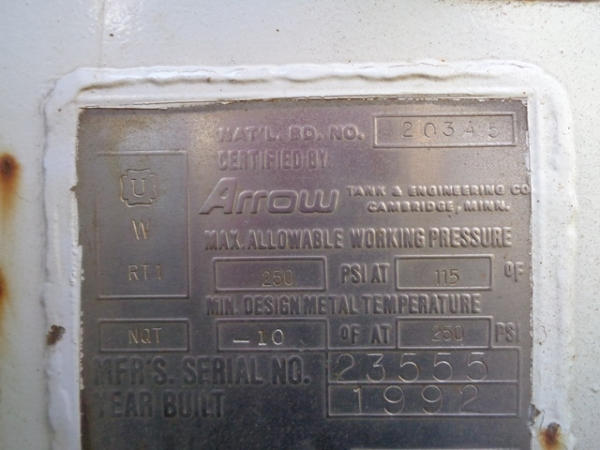 NAT'L. BD. NO. 20345
CERTIFIED BY
U
Arrow TANK & ENGINEERING CO
CAMBRIDGE, MINN.
W
MAX. ALLOWABLE WORKING PRESSURE
RT1
250 PSI AT 115 °F
MIN. DESIGN METAL TEMPERATURE
NQT -10 °F AT 250 PSI
MFR'S. SERIAL NO. 23555
YEAR BUILT 1992